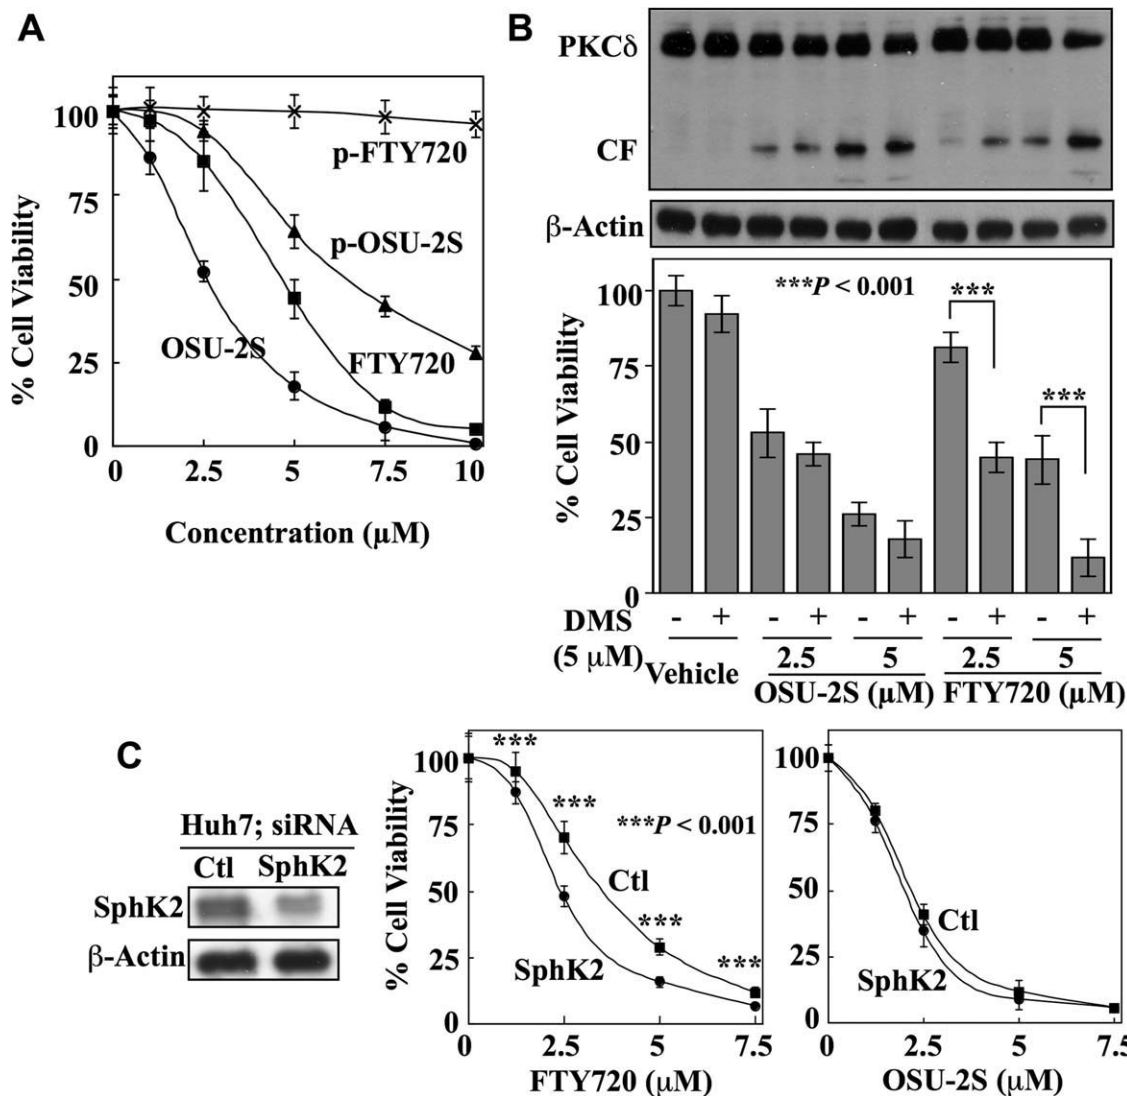 A
100
75
50
25
0
% Cell Viability
p-FTY720
p-OSU-2S
OSU-2S
FTY720
0 2.5 5 7.5 10
Concentration (µM)
B
PKCδ
CF
β-Actin
***P < 0.001
100
75
50
25
0
% Cell Viability
***
***
DMS - + - + - + - + - +
(5 µM) Vehicle 2.5 5 2.5 5
OSU-2S (µM) FTY720 (µM)
C
Huh7; siRNA
Ctl SphK2
SphK2
β-Actin
100
75
50
25
0
% Cell Viability
***
***
***P < 0.001
Ctl
***
SphK2
***
0 2.5 5 7.5
FTY720 (µM)
100
75
50
25
0
Ctl
SphK2
0 2.5 5 7.5
OSU-2S (µM)